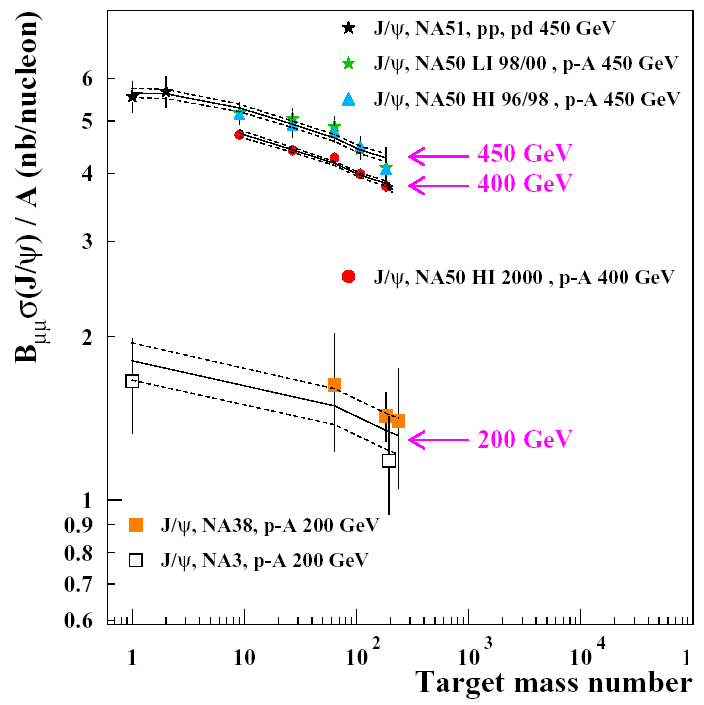 B_μμ σ(J/ψ) / A (nb/nucleon)
J/ψ, NA51, pp, pd 450 GeV
J/ψ, NA50 LI 98/00 , p-A 450 GeV
J/ψ, NA50 HI 96/98 , p-A 450 GeV
6
5
450 GeV
4
400 GeV
3
J/ψ, NA50 HI 2000 , p-A 400 GeV
2
200 GeV
1
0.9
J/ψ, NA38, p-A 200 GeV
0.8
J/ψ, NA3, p-A 200 GeV
0.7
0.6
1 10 10² 10³ 10⁴ 1
Target mass number